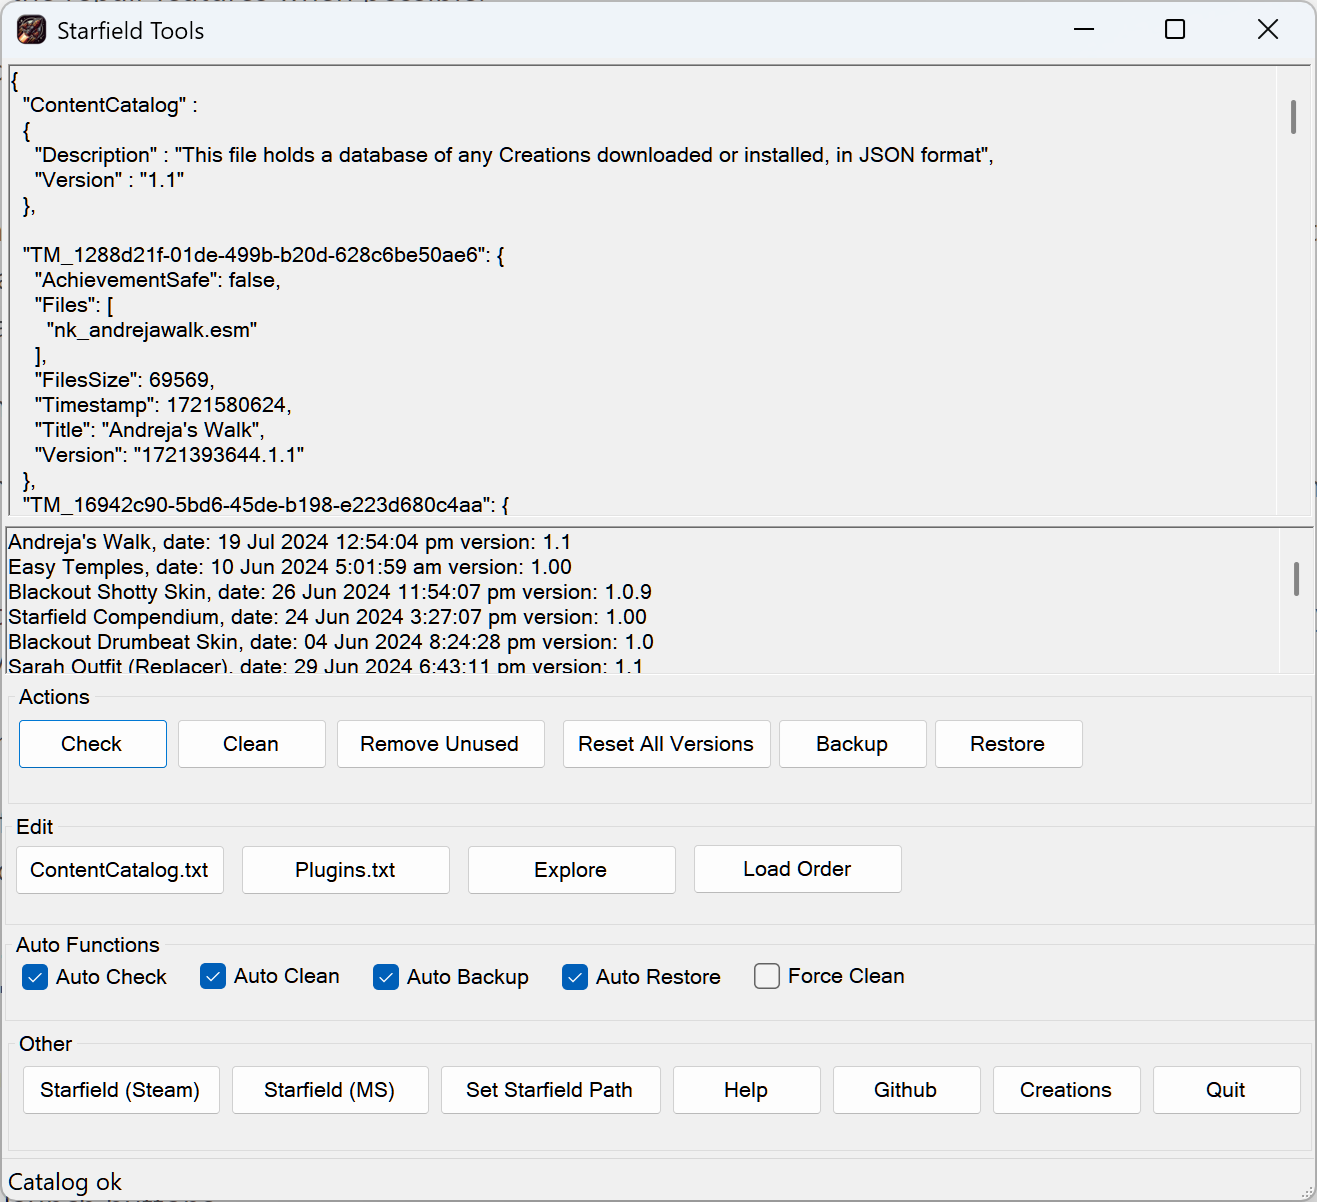 Starfield Tools
{
"ContentCatalog" :
{
"Description" : "This file holds a database of any Creations downloaded or installed, in JSON format",
"Version" : "1.1"
},
"TM_1288d21f-01de-499b-b20d-628c6be50ae6": {
"AchievementSafe": false,
"Files": [
"nk_andrejawalk.esm"
],
"FilesSize": 69569,
"Timestamp": 1721580624,
"Title": "Andreja's Walk",
"Version": "1721393644.1.1"
},
"TM_16942c90-5bd6-45de-b198-e223d680c4aa": {
Andreja's Walk, date: 19 Jul 2024 12:54:04 pm version: 1.1
Easy Temples, date: 10 Jun 2024 5:01:59 am version: 1.00
Blackout Shotty Skin, date: 26 Jun 2024 11:54:07 pm version: 1.0.9
Starfield Compendium, date: 24 Jun 2024 3:27:07 pm version: 1.00
Blackout Drumbeat Skin, date: 04 Jun 2024 8:24:28 pm version: 1.0
Sarah Outfit (Replacer), date: 29 Jun 2024 6:43:11 pm version: 1.1
Actions
Check Clean Remove Unused Reset All Versions Backup Restore
Edit
ContentCatalog.txt Plugins.txt Explore Load Order
Auto Functions
Auto Check Auto Clean Auto Backup Auto Restore Force Clean
Other
Starfield (Steam) Starfield (MS) Set Starfield Path Help Github Creations Quit
Catalog ok